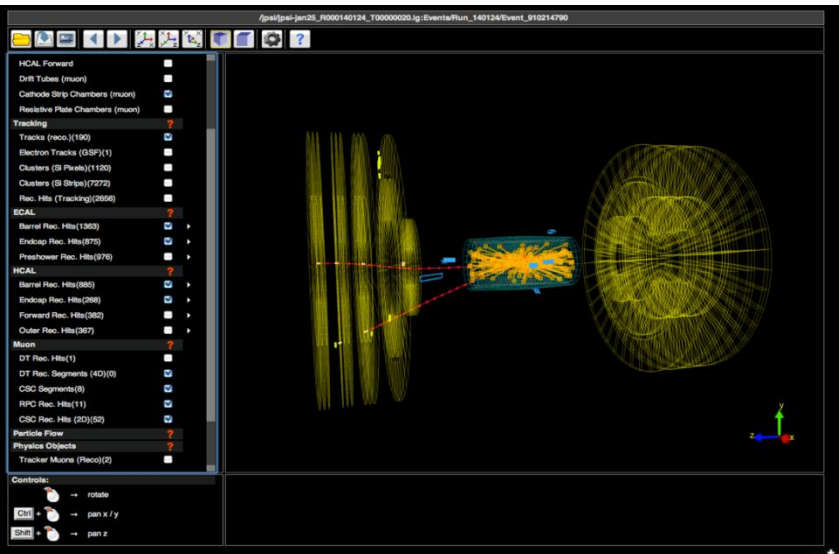 /jpsi/jpsi-jan25_R000140124_T00000020.ig:Events/Run_140124/Event_910214790
?
HCAL Forward
Drift Tubes (muon)
Cathode Strip Chambers (muon)
Resistive Plate Chambers (muon)
Tracking ?
Tracks (reco.)(190)
Electron Tracks (GSF)(1)
Clusters (Si Pixels)(1120)
Clusters (Si Strips)(7272)
Rec. Hits (Tracking)(2656)
ECAL ?
Barrel Rec. Hits(1363)
Endcap Rec. Hits(875)
Preshower Rec. Hits(976)
HCAL ?
Barrel Rec. Hits(885)
Endcap Rec. Hits(268)
Forward Rec. Hits(382)
Outer Rec. Hits(367)
Muon ?
DT Rec. Hits(1)
DT Rec. Segments (4D)(0)
CSC Segments(8)
RPC Rec. Hits(11)
CSC Rec. Hits (2D)(52)
Particle Flow ?
Physics Objects ?
Tracker Muons (Reco)(2)
y
z x
Controls:
→ rotate
Ctrl + → pan x / y
Shift + → pan z